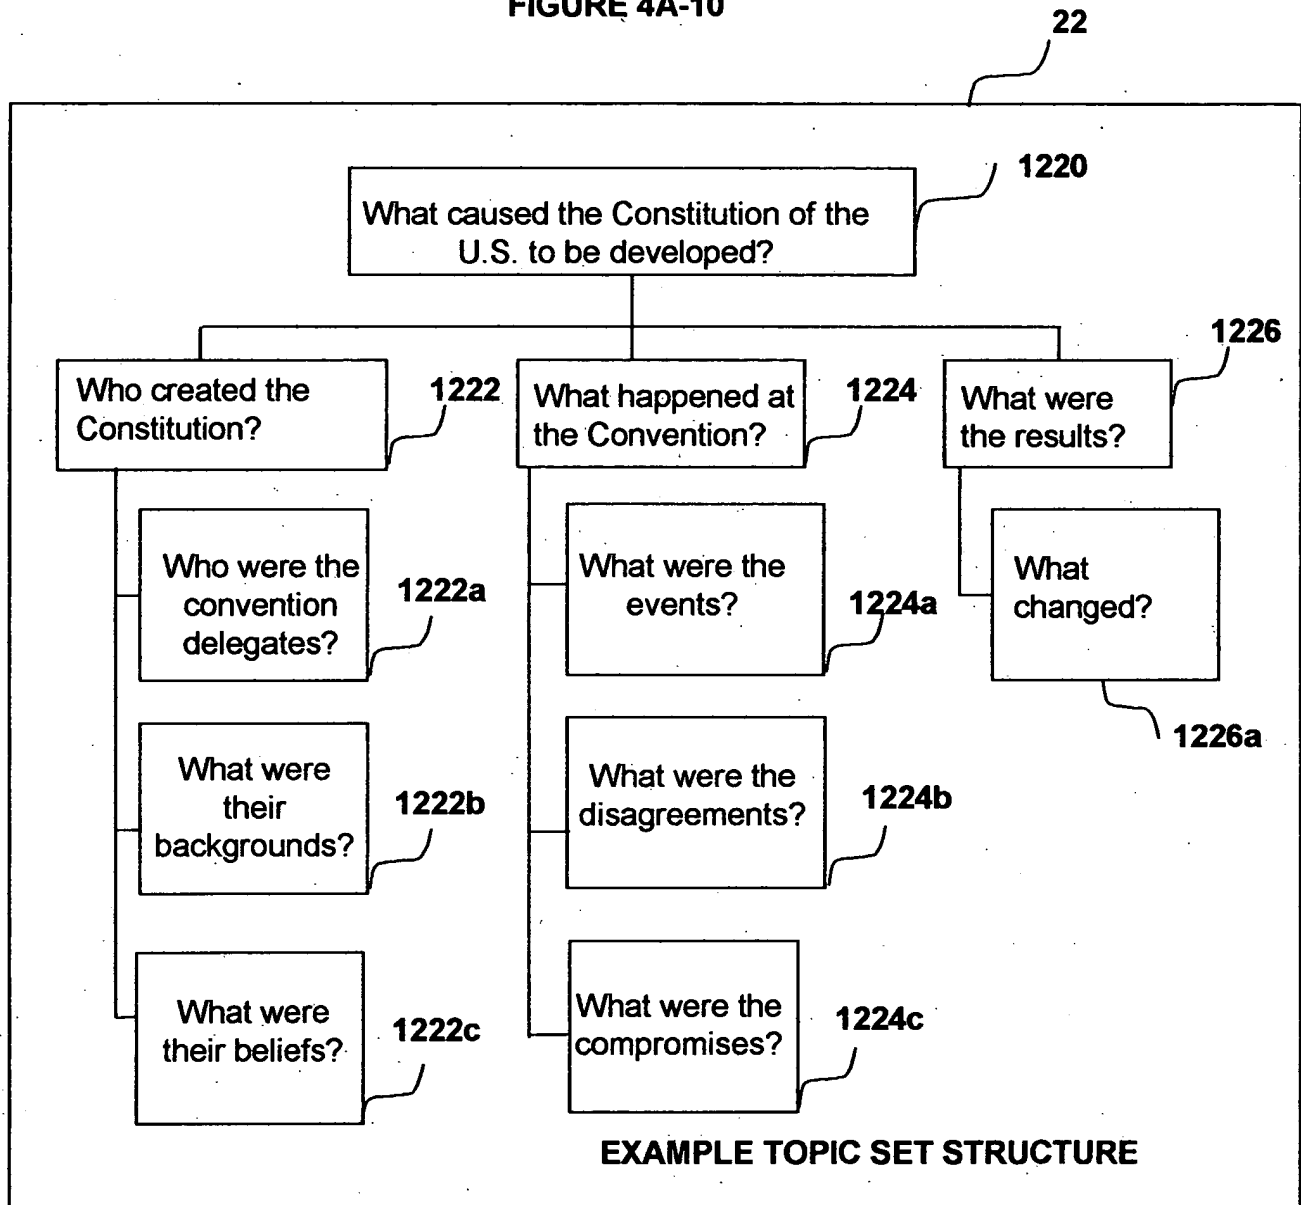 FIGURE 4A-10
22
1220
What caused the Constitution of the
U.S. to be developed?
1226
Who created the
Constitution?
1222
What happened at
the Convention?
1224
What were
the results?
Who were the
convention
delegates?
1222a
What were the
events?
1224a
What
changed?
1226a
What were
their
backgrounds?
1222b
What were the
disagreements?
1224b
What were
their beliefs?
1222c
What were the
compromises?
1224c
EXAMPLE TOPIC SET STRUCTURE